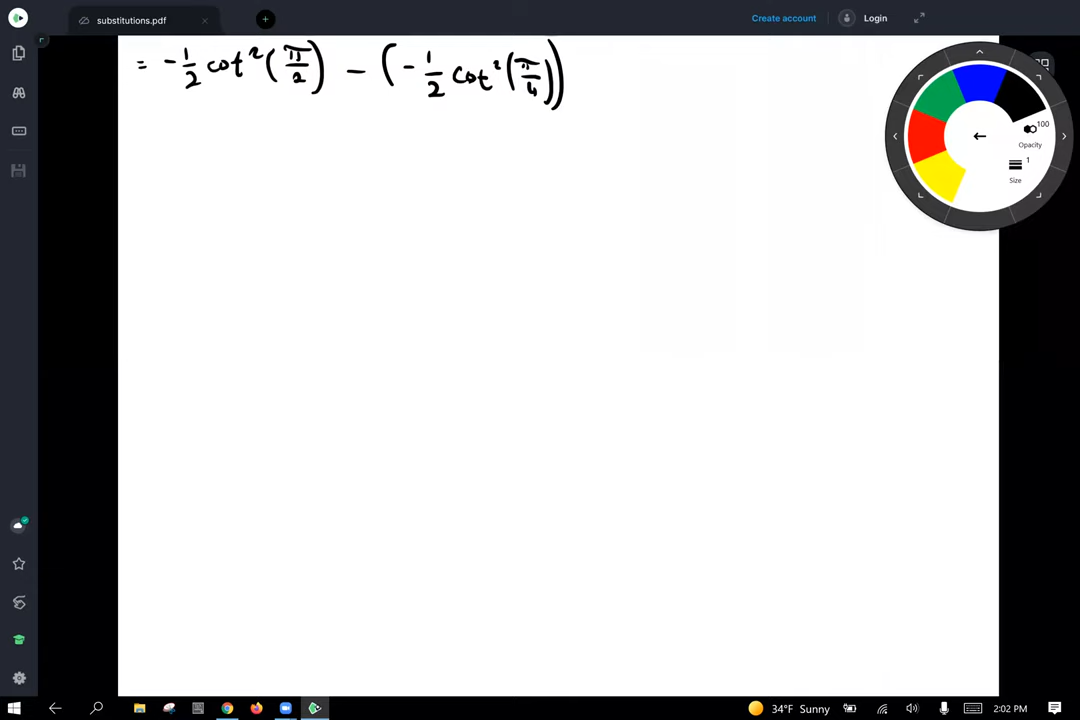 substitutions.pdf
Create account
Login
= -1/2 cot²(π/2) - (-1/2 cot²(π/4))
100
Opacity
1
Size
34°F Sunny
2:02 PM